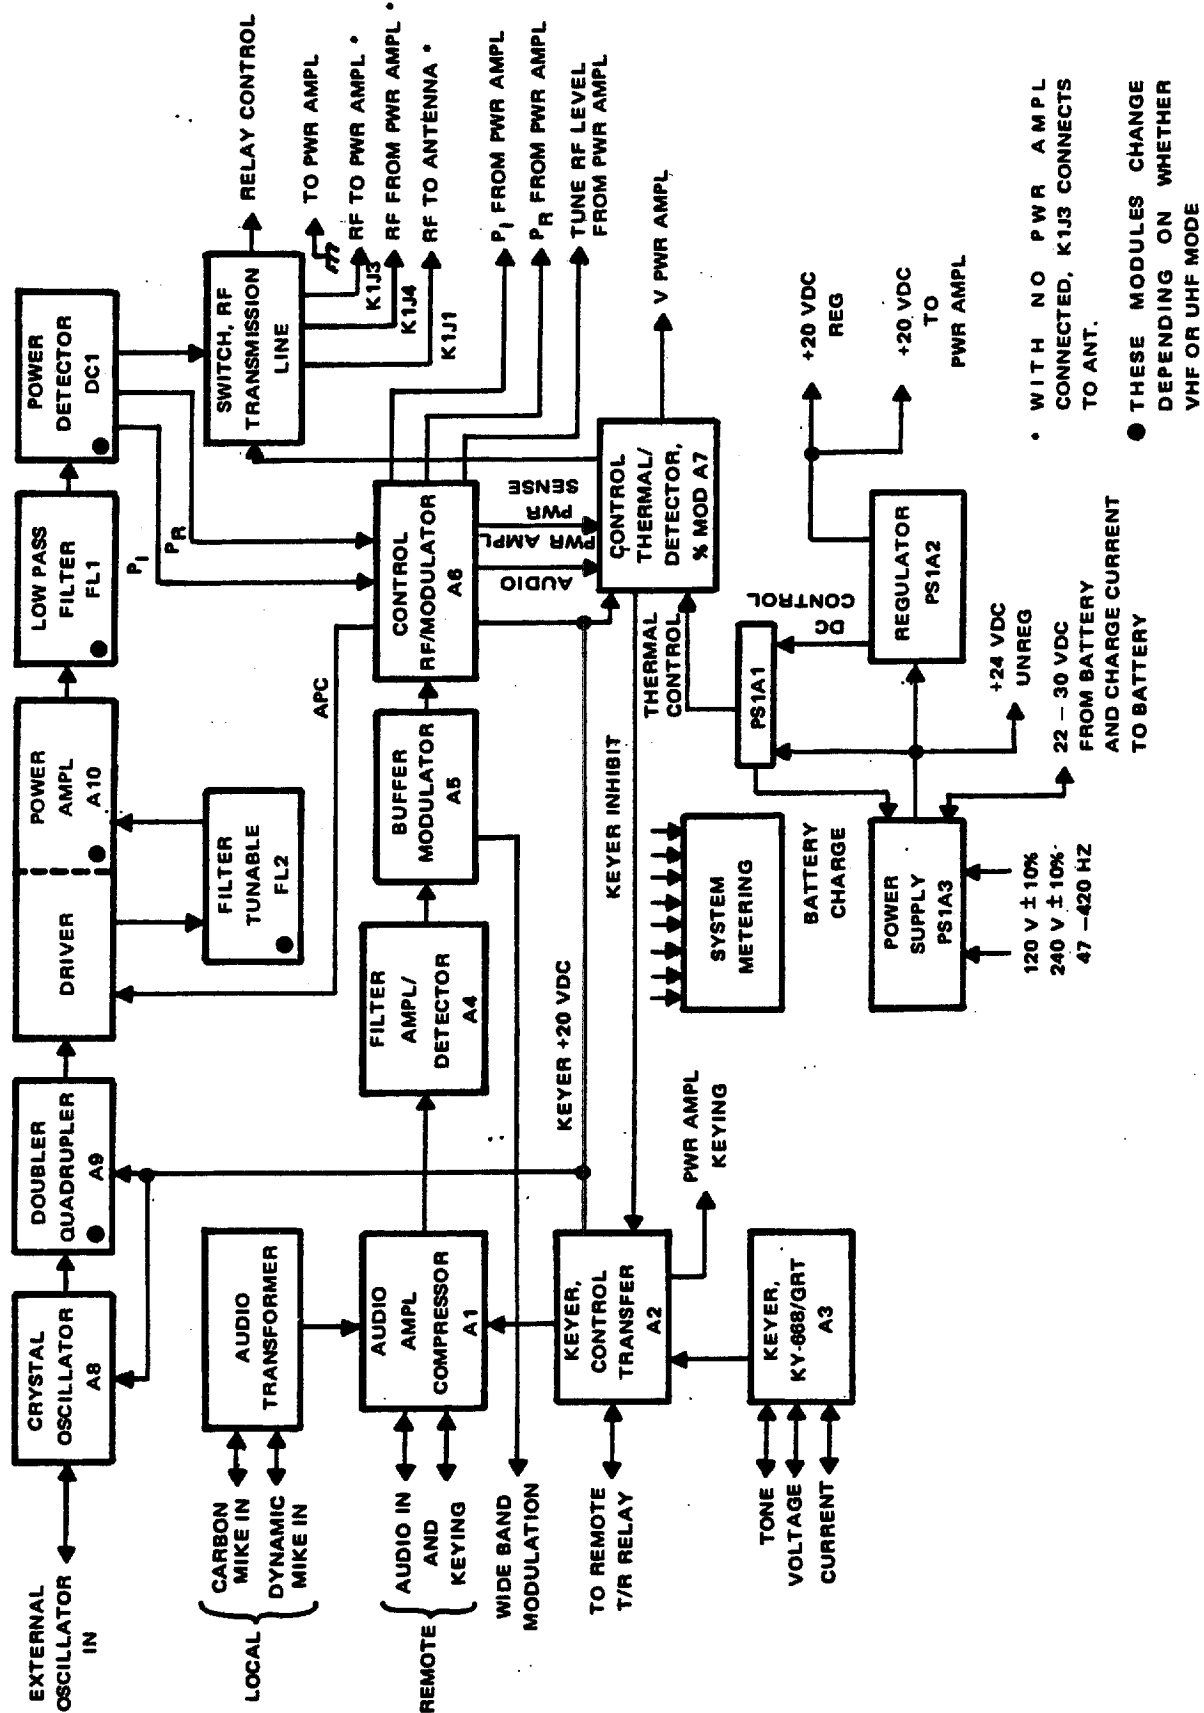 EXTERNAL
OSCILLATOR
IN
CRYSTAL
OSCILLATOR
A8
DOUBLER
QUADRUPLER
A9
DRIVER
POWER
AMPL
A10
LOW PASS
FILTER
FL1
POWER
DETECTOR
DC1
FILTER
TUNABLE
FL2
P_I
P_R
APC
SWITCH, RF
TRANSMISSION
LINE
RELAY CONTROL
TO PWR AMPL
RF TO PWR AMPL *
K1J3
RF FROM PWR AMPL *
K1J4
RF TO ANTENNA *
K1J1
P_I FROM PWR AMPL
P_R FROM PWR AMPL
TUNE RF LEVEL
FROM PWR AMPL
LOCAL
CARBON
MIKE IN
DYNAMIC
MIKE IN
AUDIO
TRANSFORMER
REMOTE
AUDIO IN
AND
KEYING
AUDIO
AMPL
COMPRESSOR
A1
FILTER
AMPL/
DETECTOR
A4
BUFFER
MODULATOR
A5
CONTROL
RF/MODULATOR
A6
PWR
SENSE
AUDIO
PWR AMPL
CONTROL
THERMAL/
DETECTOR,
% MOD A7
V PWR AMPL
WIDE BAND
MODULATION
KEYER +20 VDC
KEYER INHIBIT
THERMAL
CONTROL
TO REMOTE
T/R RELAY
KEYER,
CONTROL
TRANSFER
A2
PWR AMPL
KEYING
TONE
VOLTAGE
CURRENT
KEYER,
KY-668/GRT
A3
SYSTEM
METERING
BATTERY
CHARGE
PS1A1
DC
CONTROL
POWER
SUPPLY
PS1A3
120 V ± 10%
240 V ± 10%
47 – 420 HZ
REGULATOR
PS1A2
+24 VDC
UNREG
22 – 30 VDC
FROM BATTERY
AND CHARGE CURRENT
TO BATTERY
+20 VDC
REG
+20 VDC
TO
PWR AMPL
* WITH NO PWR AMPL
CONNECTED, K1J3 CONNECTS
TO ANT.
● THESE MODULES CHANGE
DEPENDING ON WHETHER
VHF OR UHF MODE